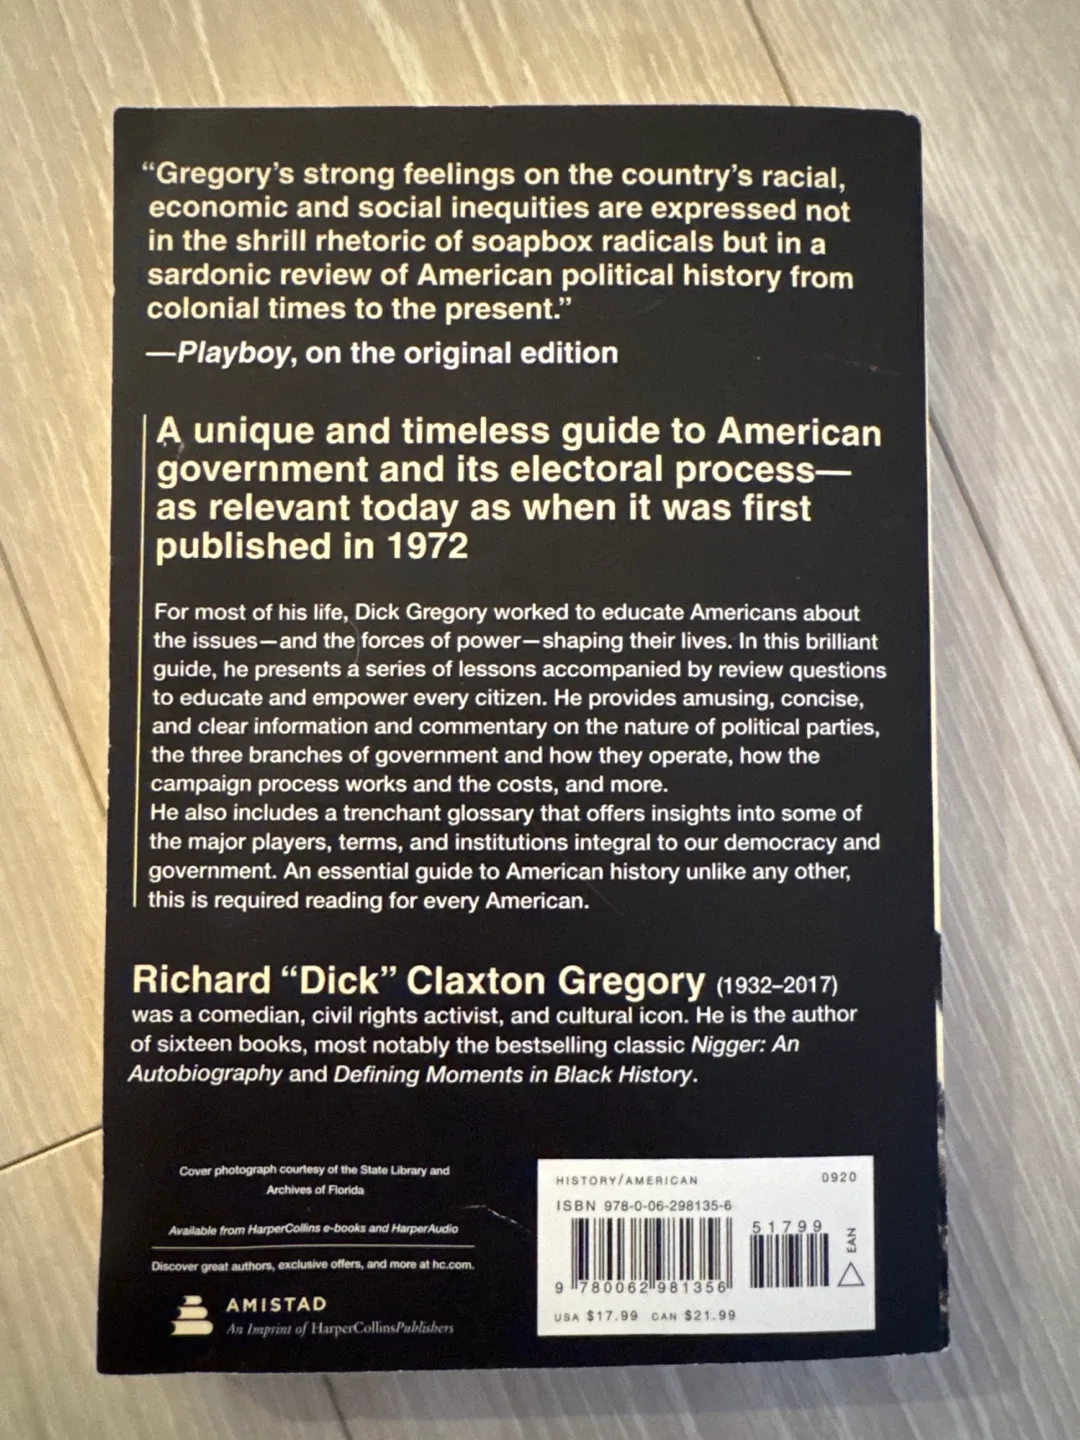 “Gregory’s strong feelings on the country’s racial,
economic and social inequities are expressed not
in the shrill rhetoric of soapbox radicals but in a
sardonic review of American political history from
colonial times to the present.”
—Playboy, on the original edition
A unique and timeless guide to American
government and its electoral process—
as relevant today as when it was first
published in 1972
For most of his life, Dick Gregory worked to educate Americans about
the issues—and the forces of power—shaping their lives. In this brilliant
guide, he presents a series of lessons accompanied by review questions
to educate and empower every citizen. He provides amusing, concise,
and clear information and commentary on the nature of political parties,
the three branches of government and how they operate, how the
campaign process works and the costs, and more.
He also includes a trenchant glossary that offers insights into some of
the major players, terms, and institutions integral to our democracy and
government. An essential guide to American history unlike any other,
this is required reading for every American.
Richard “Dick” Claxton Gregory (1932–2017)
was a comedian, civil rights activist, and cultural icon. He is the author
of sixteen books, most notably the bestselling classic Nigger: An
Autobiography and Defining Moments in Black History.
Cover photograph courtesy of the State Library and
Archives of Florida
Available from HarperCollins e-books and HarperAudio
Discover great authors, exclusive offers, and more at hc.com.
AMISTAD
An Imprint of HarperCollinsPublishers
HISTORY/AMERICAN 0920
ISBN 978-0-06-298135-6
51799
EAN
9 780062 981356
USA $17.99 CAN $21.99